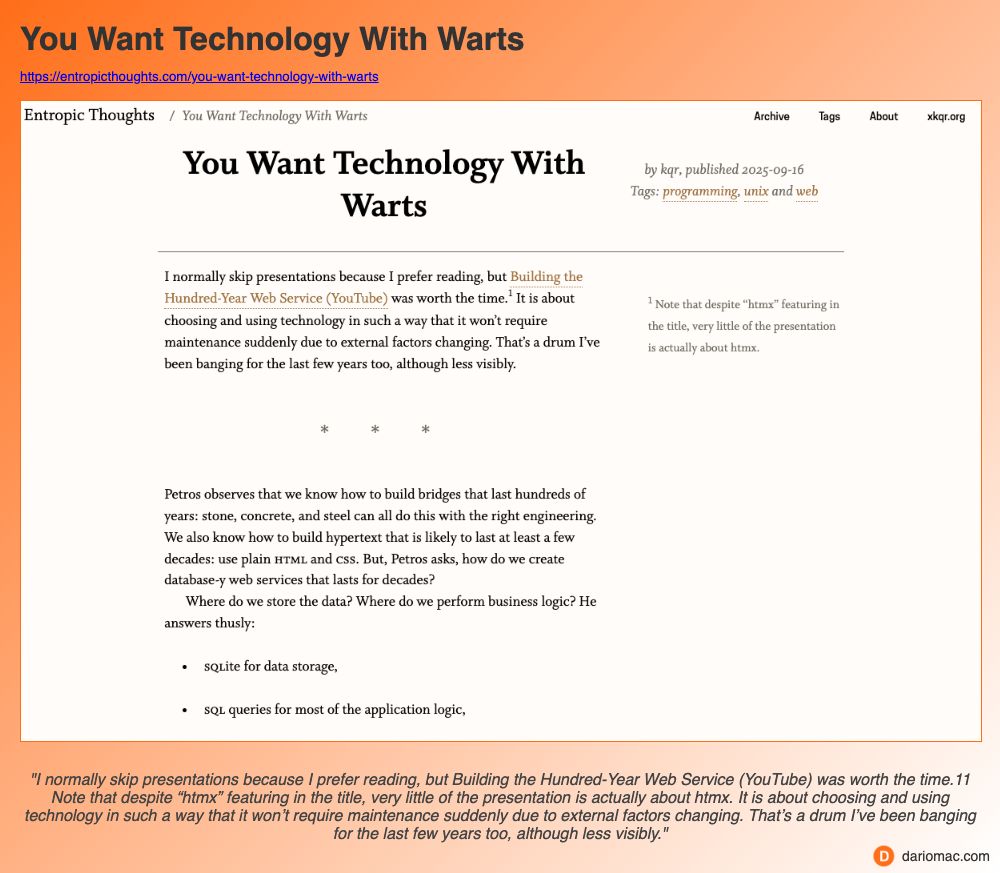 You Want Technology With Warts
https://entropicthoughts.com/you-want-technology-with-warts
Entropic Thoughts / You Want Technology With Warts
Archive Tags About xkqr.org
You Want Technology With
Warts
by kqr, published 2025-09-16
Tags: programming, unix and web
I normally skip presentations because I prefer reading, but Building the
Hundred-Year Web Service (YouTube) was worth the time.1 It is about
choosing and using technology in such a way that it won’t require
maintenance suddenly due to external factors changing. That’s a drum I’ve
been banging for the last few years too, although less visibly.
1 Note that despite “htmx” featuring in
the title, very little of the presentation
is actually about htmx.
* * *
Petros observes that we know how to build bridges that last hundreds of
years: stone, concrete, and steel can all do this with the right engineering.
We also know how to build hypertext that is likely to last at least a few
decades: use plain HTML and CSS. But, Petros asks, how do we create
database-y web services that lasts for decades?
Where do we store the data? Where do we perform business logic? He
answers thusly:
• SQLite for data storage,
• SQL queries for most of the application logic,
"I normally skip presentations because I prefer reading, but Building the Hundred-Year Web Service (YouTube) was worth the time.11
Note that despite “htmx” featuring in the title, very little of the presentation is actually about htmx. It is about choosing and using
technology in such a way that it won’t require maintenance suddenly due to external factors changing. That’s a drum I’ve been banging
for the last few years too, although less visibly."
D dariomac.com